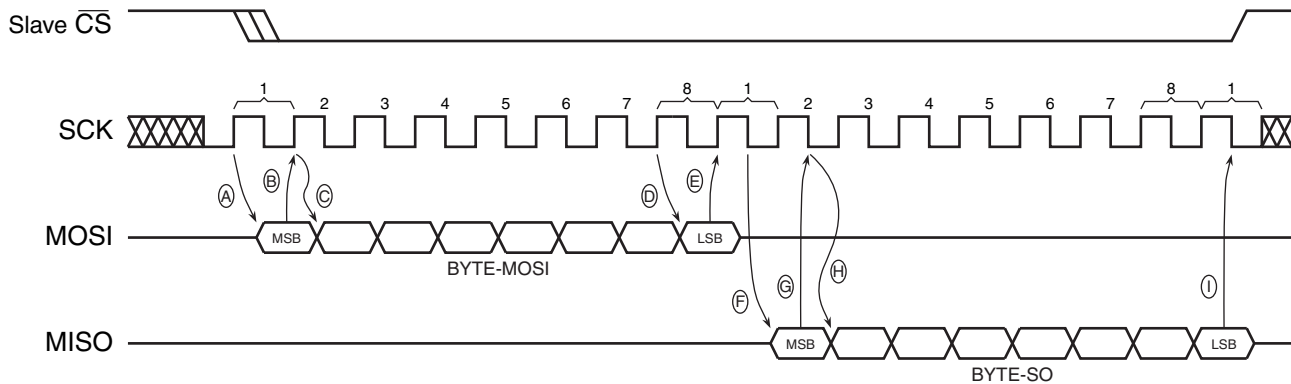 Slave CS
1 2 3 4 5 6 7 8 1 2 3 4 5 6 7 8 1
SCK
A B C D E
MOSI MSB LSB
BYTE-MOSI
F G H I
MISO MSB LSB
BYTE-SO